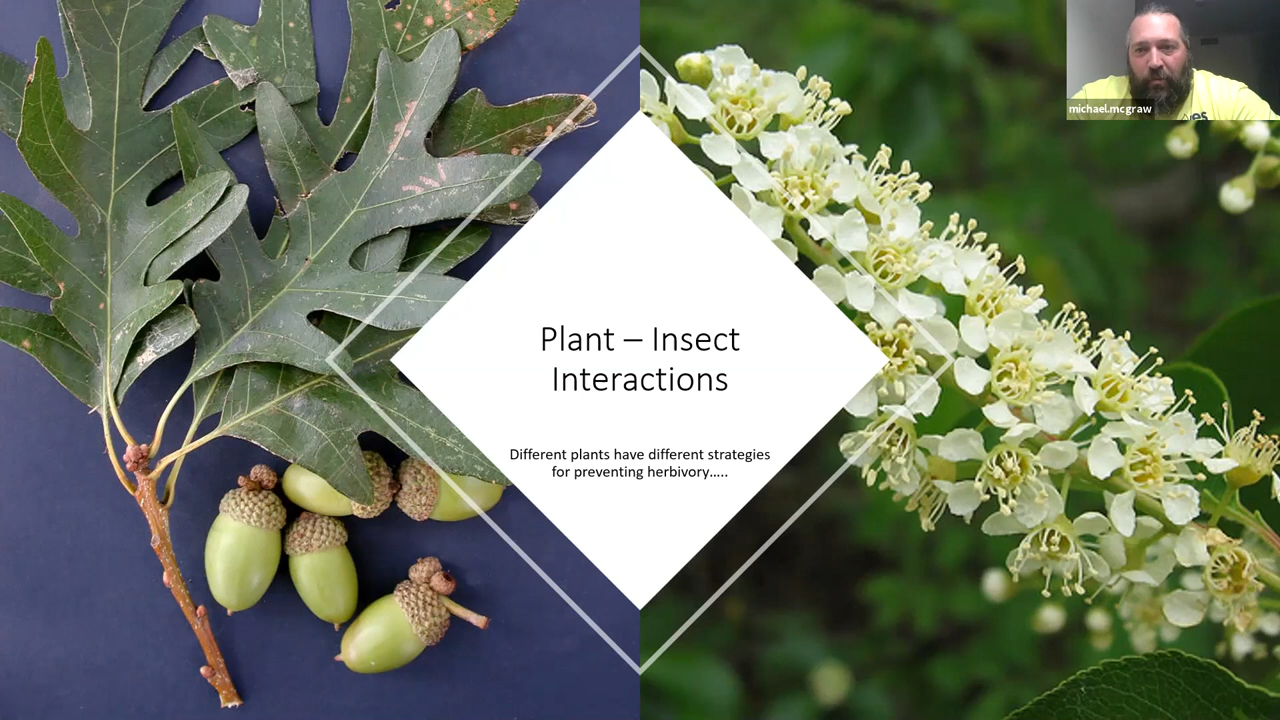 michael.mcgraw
Plant – Insect
Interactions
Different plants have different strategies
for preventing herbivory.....